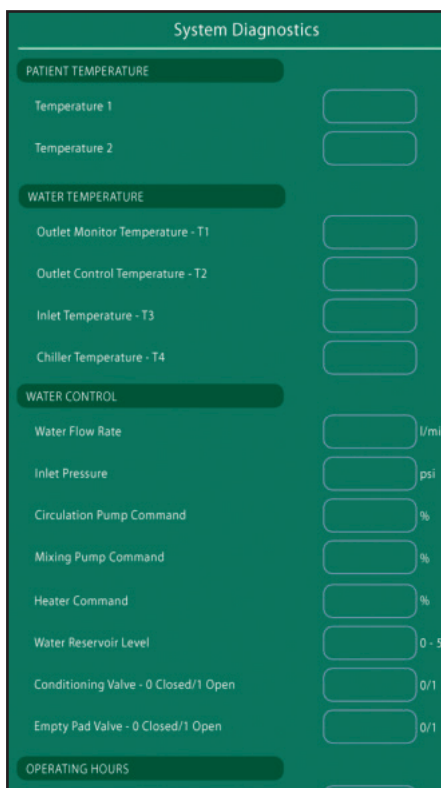 System Diagnostics
PATIENT TEMPERATURE
Temperature 1
Temperature 2
WATER TEMPERATURE
Outlet Monitor Temperature - T1
Outlet Control Temperature - T2
Inlet Temperature - T3
Chiller Temperature - T4
WATER CONTROL
Water Flow Rate l/mi
Inlet Pressure psi
Circulation Pump Command %
Mixing Pump Command %
Heater Command %
Water Reservoir Level 0 - 5
Conditioning Valve - 0 Closed/1 Open 0/1
Empty Pad Valve - 0 Closed/1 Open 0/1
OPERATING HOURS